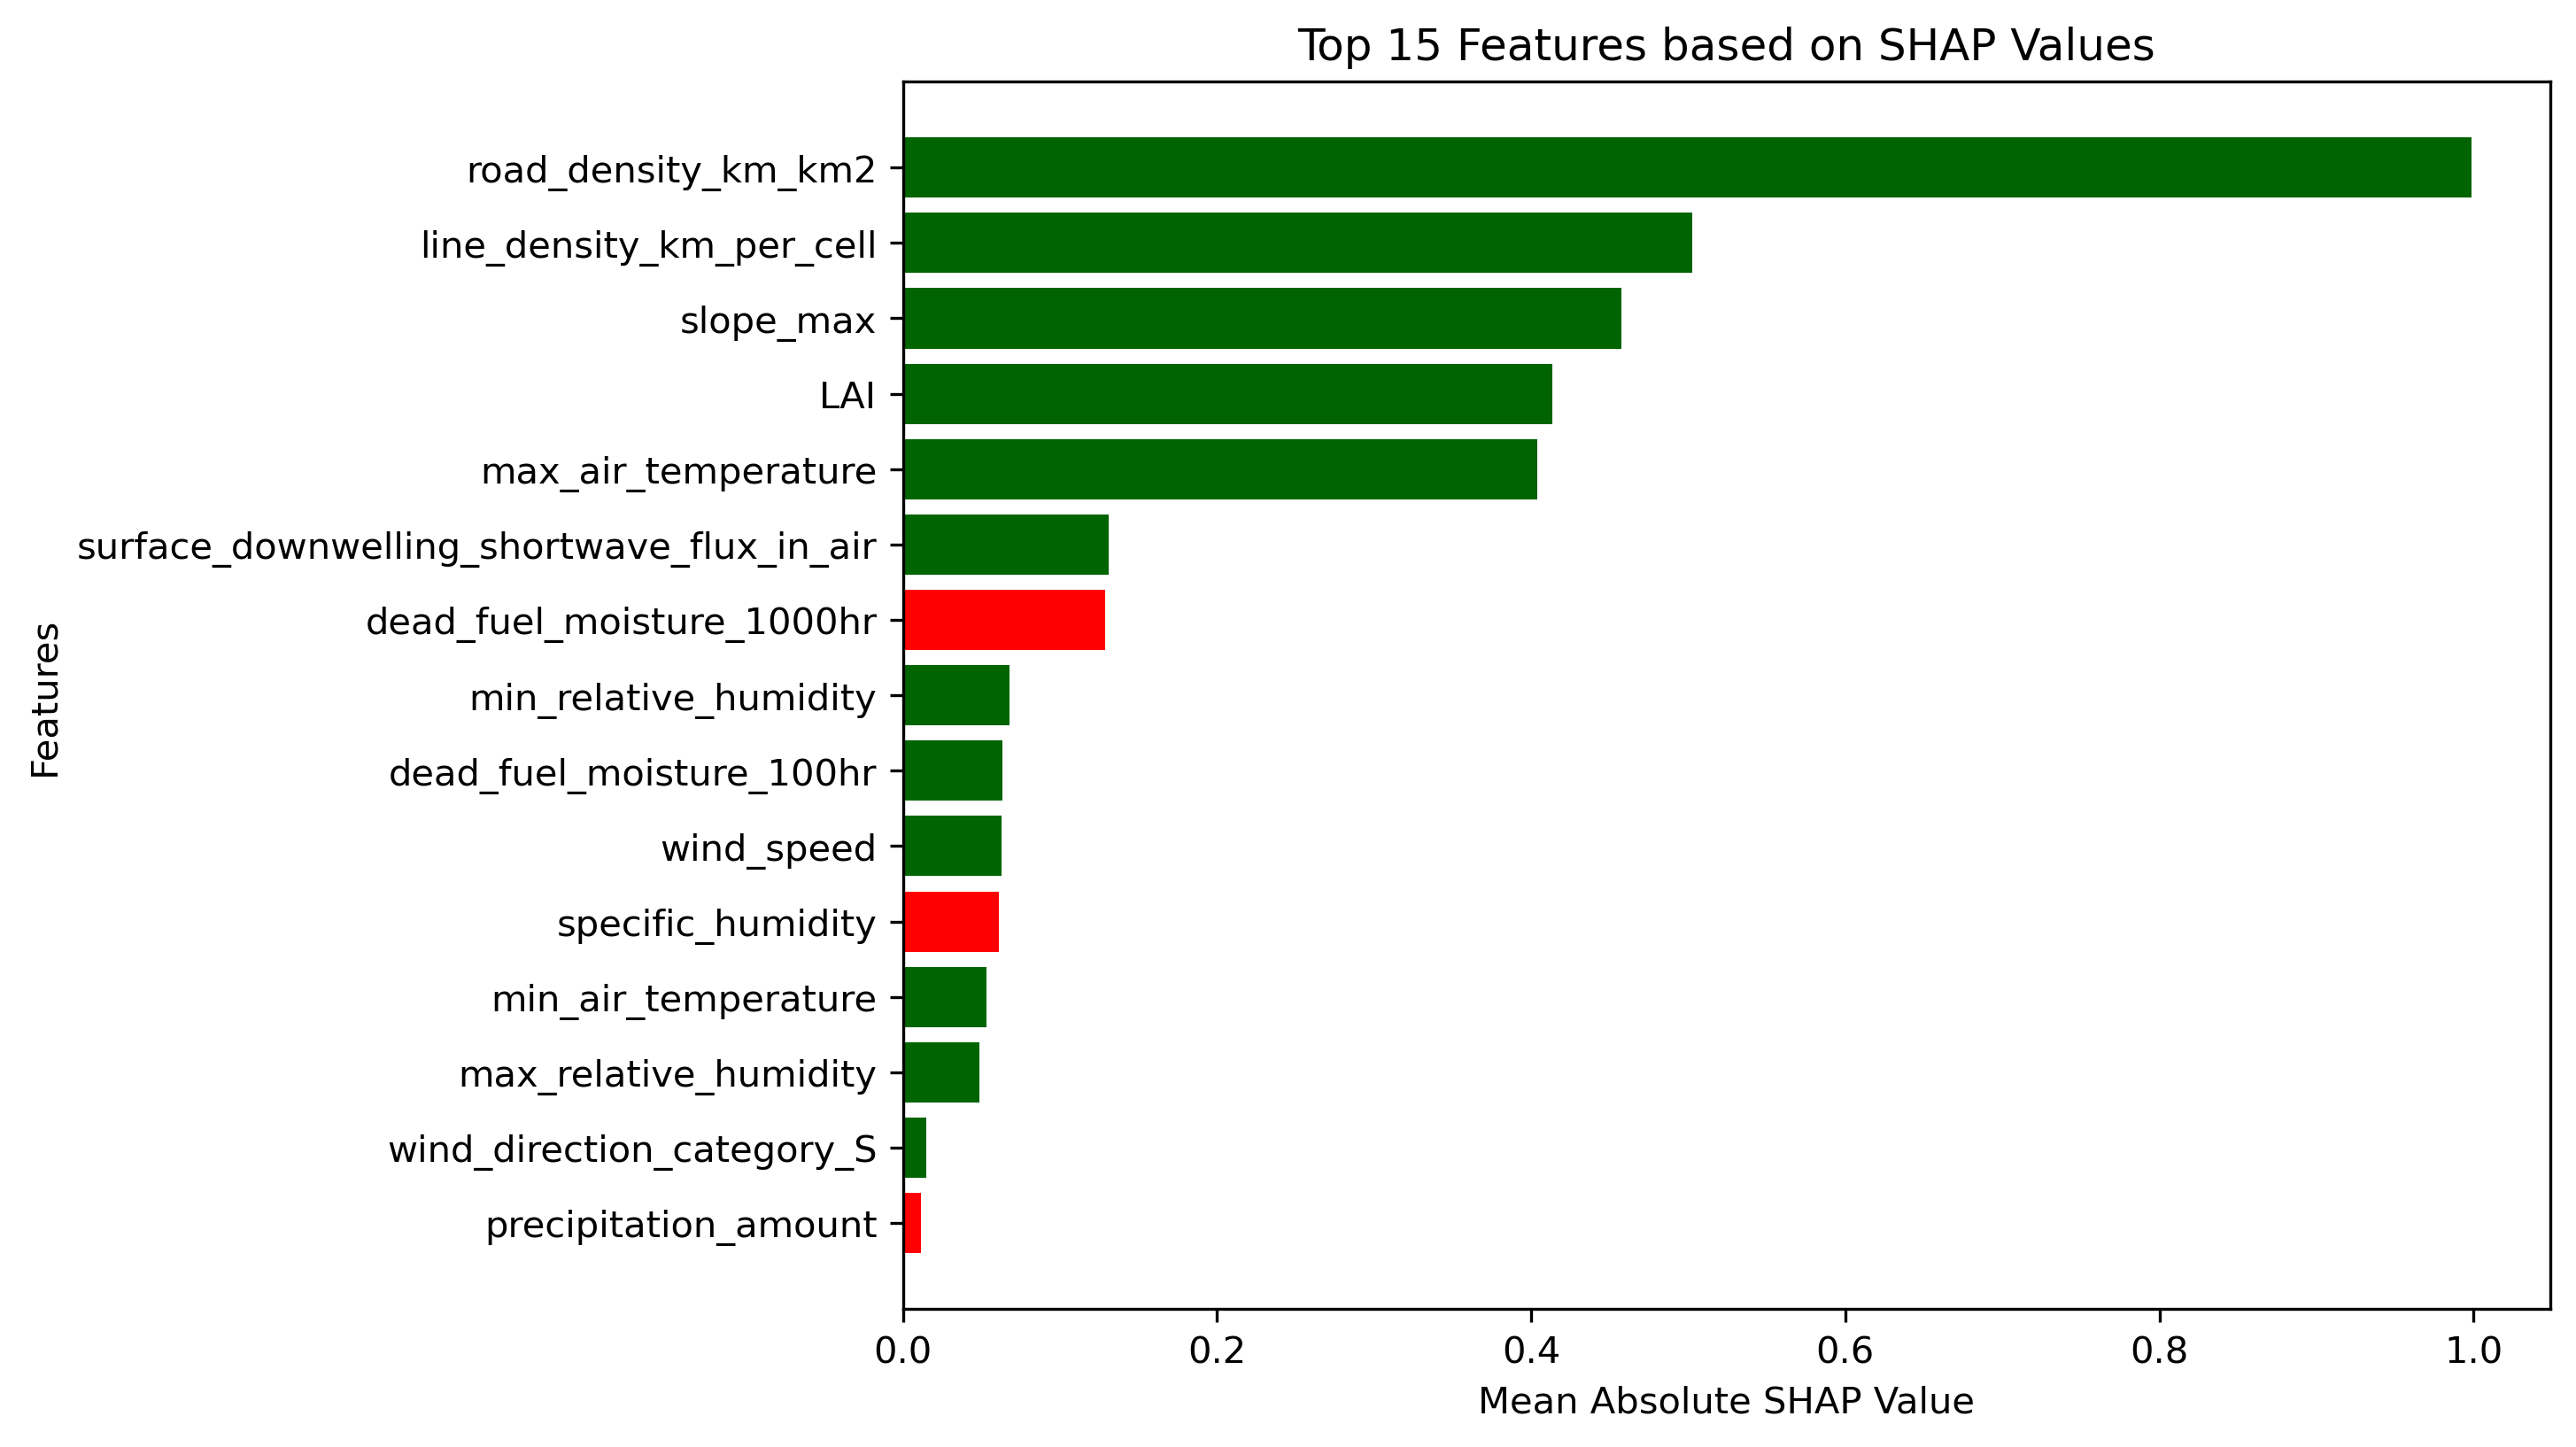 Top 15 Features based on SHAP Values
Features
road_density_km_km2
line_density_km_per_cell
slope_max
LAI
max_air_temperature
surface_downwelling_shortwave_flux_in_air
dead_fuel_moisture_1000hr
min_relative_humidity
dead_fuel_moisture_100hr
wind_speed
specific_humidity
min_air_temperature
max_relative_humidity
wind_direction_category_S
precipitation_amount
0.0 0.2 0.4 0.6 0.8 1.0
Mean Absolute SHAP Value